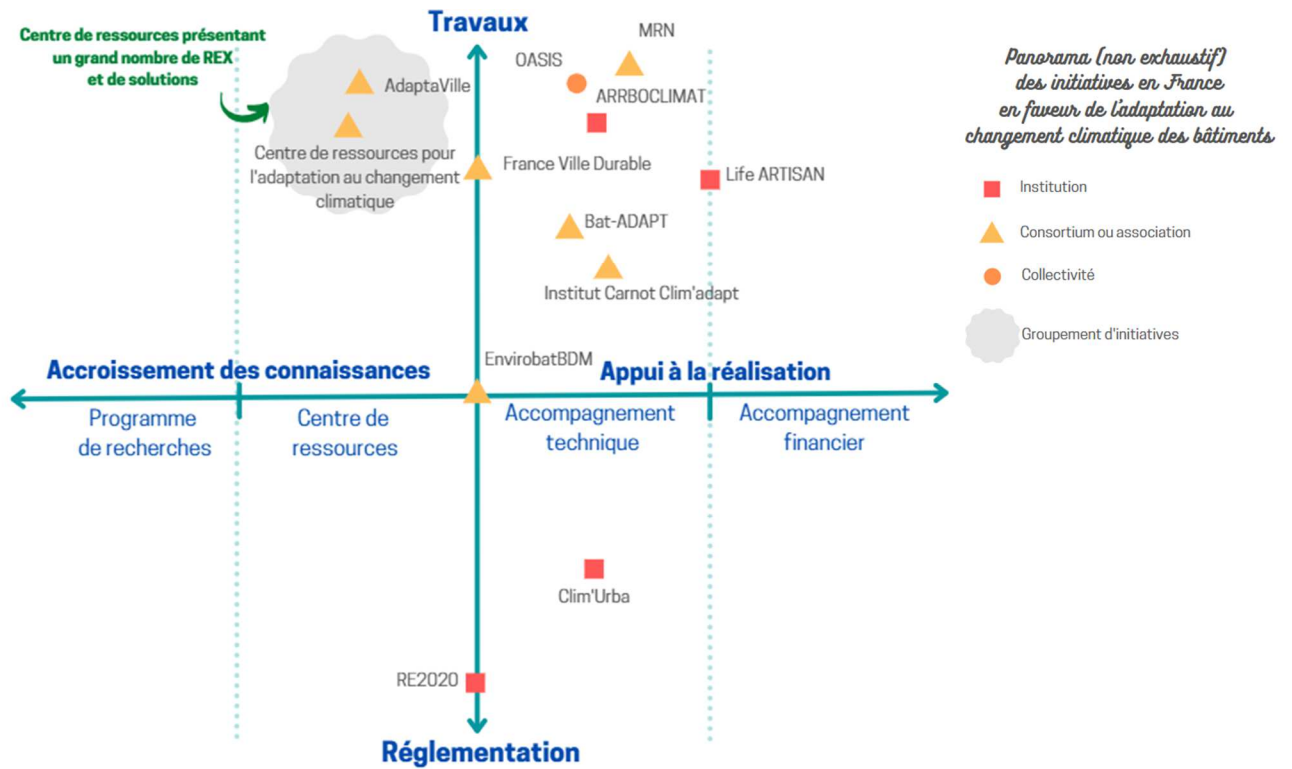 Travaux
Centre de ressources présentant
un grand nombre de REX
et de solutions
AdaptaVille
Centre de ressources pour
l'adaptation au changement
climatique
MRN
OASIS
ARRBOCLIMAT
France Ville Durable
Life ARTISAN
Bat-ADAPT
Institut Carnot Clim'adapt
EnvirobatBDM
Accroissement des connaissances
Appui à la réalisation
Programme
de recherches
Centre de
ressources
Accompagnement
technique
Accompagnement
financier
Clim'Urba
RE2020
Réglementation
Panorama (non exhaustif)
des initiatives en France
en faveur de l'adaptation au
changement climatique des bâtiments
Institution
Consortium ou association
Collectivité
Groupement d'initiatives